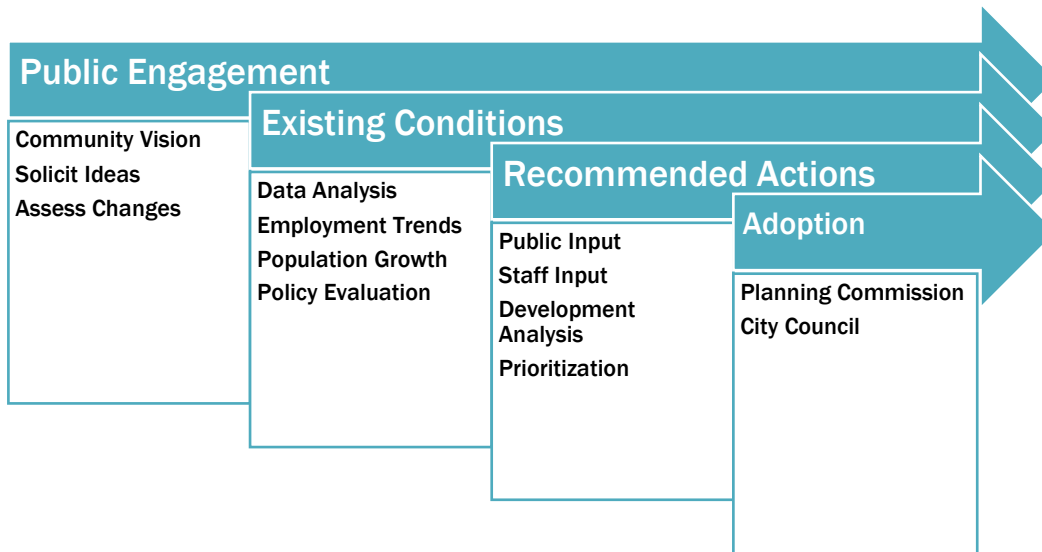 Public Engagement
Community Vision
Solicit Ideas
Assess Changes
Existing Conditions
Data Analysis
Employment Trends
Population Growth
Policy Evaluation
Recommended Actions
Public Input
Staff Input
Development
Analysis
Prioritization
Adoption
Planning Commission
City Council